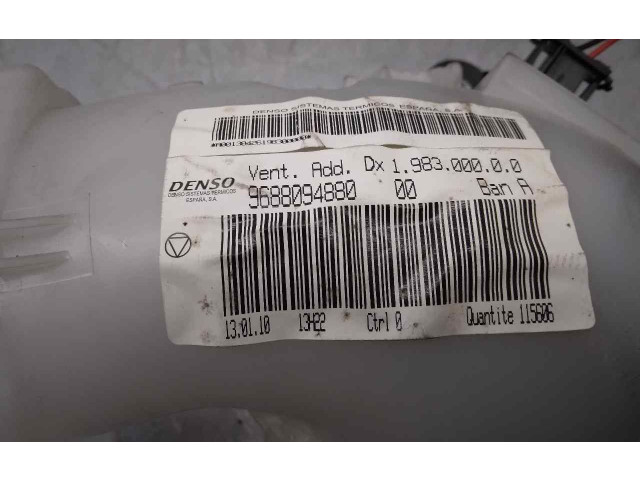 DENSO SISTEMAS TERMICOS ESPAÑA, S.A.
Vent. Add. Dx 1.983.000.0.0
DENSO 9688094880 00 Ban A
DENSO SISTEMAS TERMICOS
ESPAÑA, S.A.
13.01.10 13H22 Ctrl 0 Quantite 115606